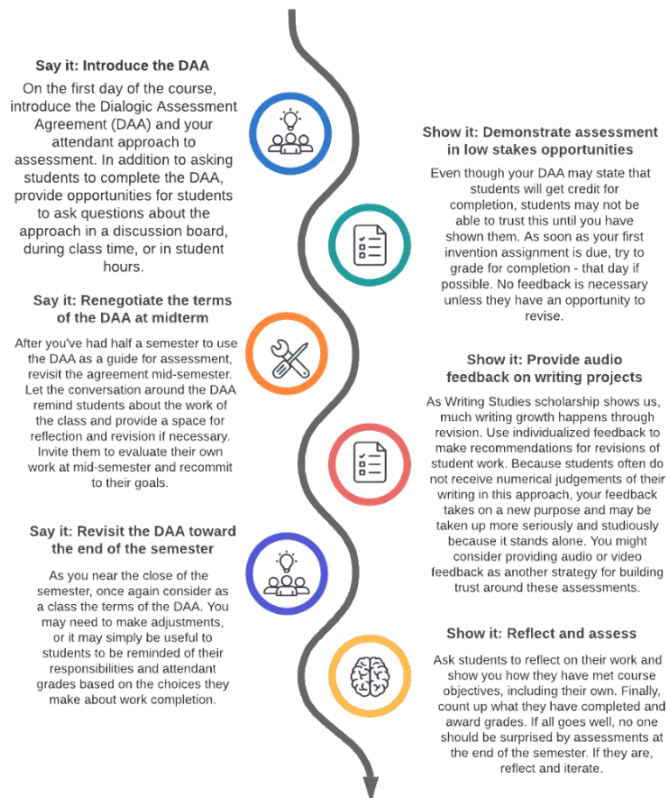 Say it: Introduce the DAA
On the first day of the course,
introduce the Dialogic Assessment
Agreement (DAA) and your
attendant approach to
assessment. In addition to asking
students to complete the DAA,
provide opportunities for students
to ask questions about the
approach in a discussion board,
during class time, or in student
hours.
Show it: Demonstrate assessment
in low stakes opportunities
Even though your DAA may state that
students will get credit for
completion, students may not be
able to trust this until you have
shown them. As soon as your first
invention assignment is due, try to
grade for completion - that day if
possible. No feedback is necessary
unless they have an opportunity to
revise.
Say it: Renegotiate the terms
of the DAA at midterm
After you've had half a semester to use
the DAA as a guide for assessment,
revisit the agreement mid-semester.
Let the conversation around the DAA
remind students about the work of
the class and provide a space for
reflection and revision if necessary.
Invite them to evaluate their own
work at mid-semester and recommit
to their goals.
Show it: Provide audio
feedback on writing projects
As Writing Studies scholarship shows us,
much writing growth happens through
revision. Use individualized feedback to
make recommendations for revisions of
student work. Because students often do
not receive numerical judgements of their
writing in this approach, your feedback
takes on a new purpose and may be
taken up more seriously and studiously
because it stands alone. You might
consider providing audio or video
feedback as another strategy for building
trust around these assessments.
Say it: Revisit the DAA toward
the end of the semester
As you near the close of the
semester, once again consider as
a class the terms of the DAA. You
may need to make adjustments,
or it may simply be useful to
students to be reminded of their
responsibilities and attendant
grades based on the choices they
make about work completion.
Show it: Reflect and assess
Ask students to reflect on their work and
show you how they have met course
objectives, including their own. Finally,
count up what they have completed and
award grades. If all goes well, no one
should be surprised by assessments at
the end of the semester. If they are,
reflect and iterate.